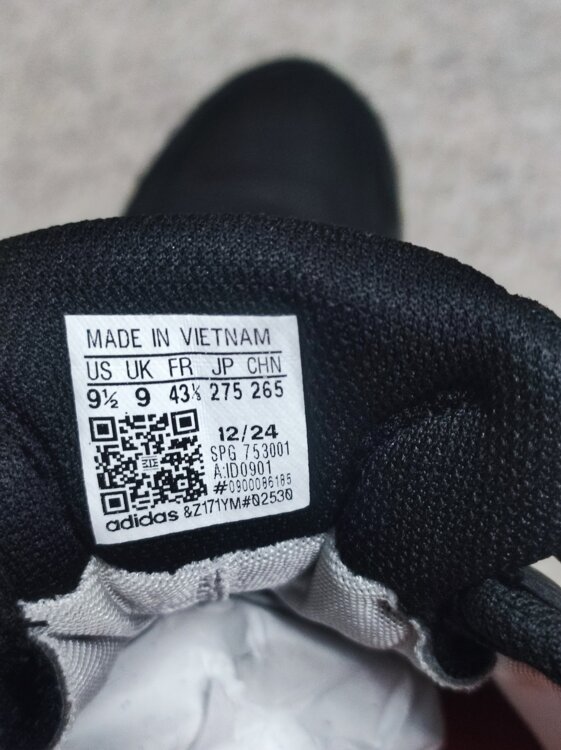 MADE IN VIETNAM
US UK FR JP CHN
9½ 9 43⅓ 275 265
12/24
SPG 753001
A:ID0901
#0900086185
adidas &Z171YM#02530